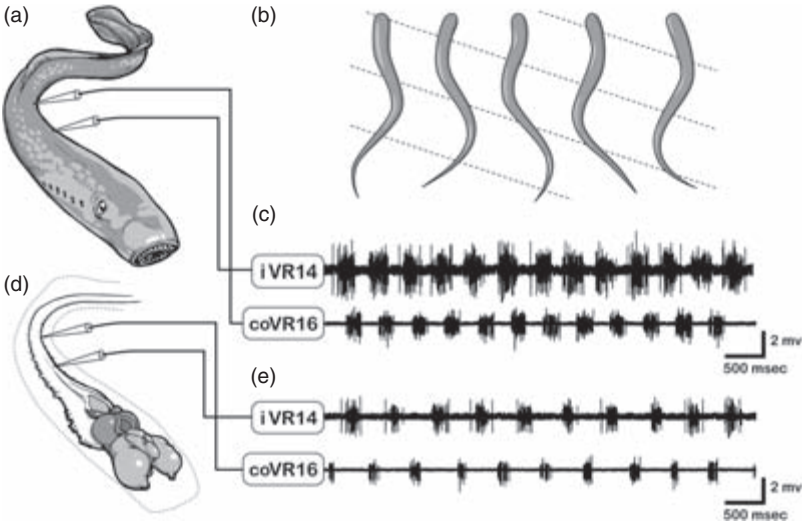 (a)
(b)
(c)
iVR14
coVR16
2 mv
500 msec
(d)
(e)
iVR14
coVR16
2 mv
500 msec